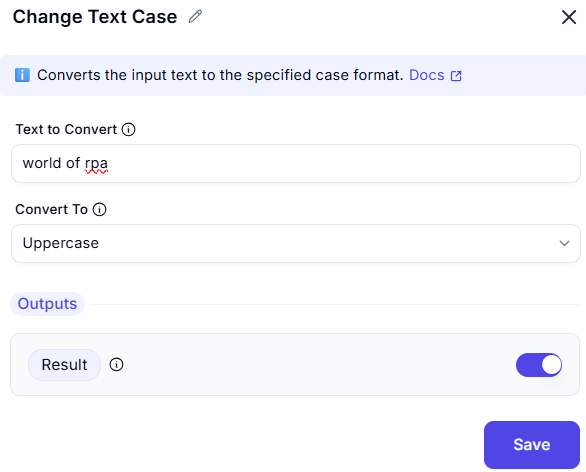 Change Text Case
Converts the input text to the specified case format. Docs
Text to Convert
world of rpa
Convert To
Uppercase
Outputs
Result
Save